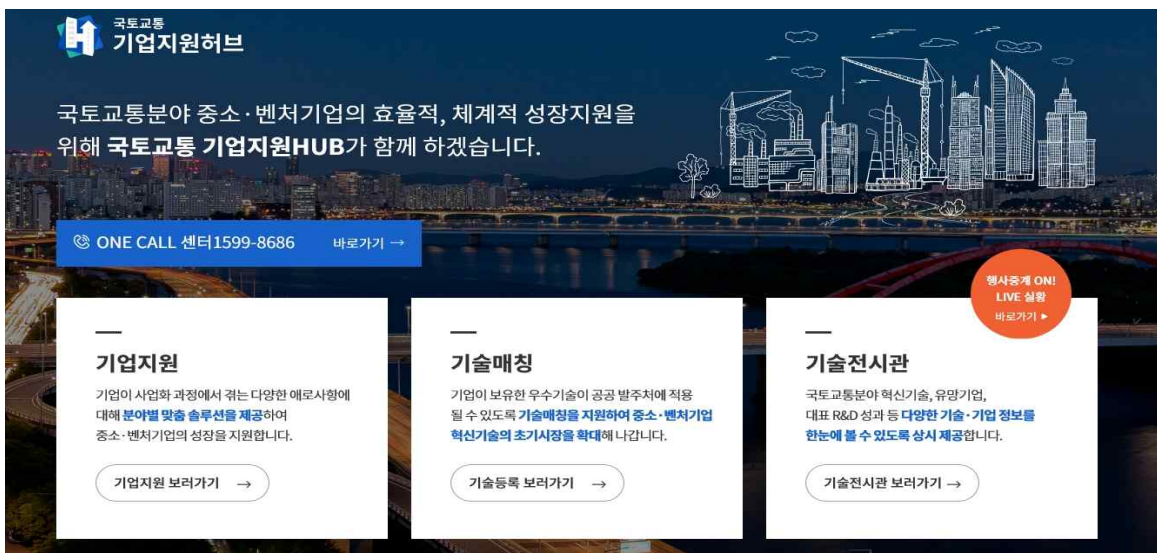 국토교통
기업지원허브
국토교통분야 중소·벤처기업의 효율적, 체계적 성장지원을
위해 국토교통 기업지원HUB가 함께 하겠습니다.
ONE CALL 센터1599-8686 바로가기 →
행사중계 ON!
LIVE 실황
바로가기 ▶
기업지원
기업이 사업화 과정에서 겪는 다양한 애로사항에
대해 분야별 맞춤 솔루션을 제공하여
중소·벤처기업의 성장을 지원합니다.
기업지원 보러가기 →
기술매칭
기업이 보유한 우수기술이 공공 발주처에 적용
될 수 있도록 기술매칭을 지원하여 중소·벤처기업
혁신기술의 초기시장을 확대해 나갑니다.
기술등록 보러가기 →
기술전시관
국토교통분야 혁신기술, 유망기업,
대표 R&D 성과 등 다양한 기술·기업 정보를
한눈에 볼 수 있도록 상시 제공합니다.
기술전시관 보러가기 →